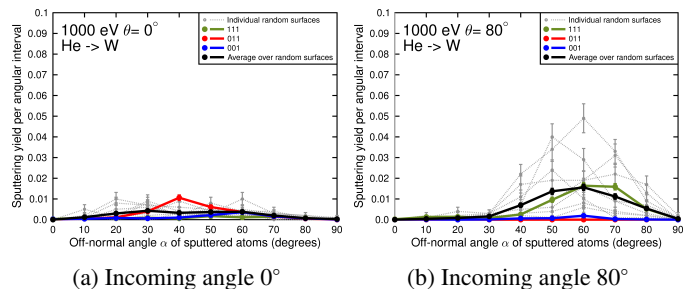 1000 eV θ= 0°
He -> W
Individual random surfaces
111
011
001
Average over random surfaces
Sputtering yield per angular interval
0.1
0.09
0.08
0.07
0.06
0.05
0.04
0.03
0.02
0.01
0.0
0 10 20 30 40 50 60 70 80 90
Off-normal angle α of sputtered atoms (degrees)
(a) Incoming angle 0°
1000 eV θ= 80°
He -> W
Individual random surfaces
111
011
001
Average over random surfaces
Sputtering yield per angular interval
0.1
0.09
0.08
0.07
0.06
0.05
0.04
0.03
0.02
0.01
0.0
0 10 20 30 40 50 60 70 80 90
Off-normal angle α of sputtered atoms (degrees)
(b) Incoming angle 80°